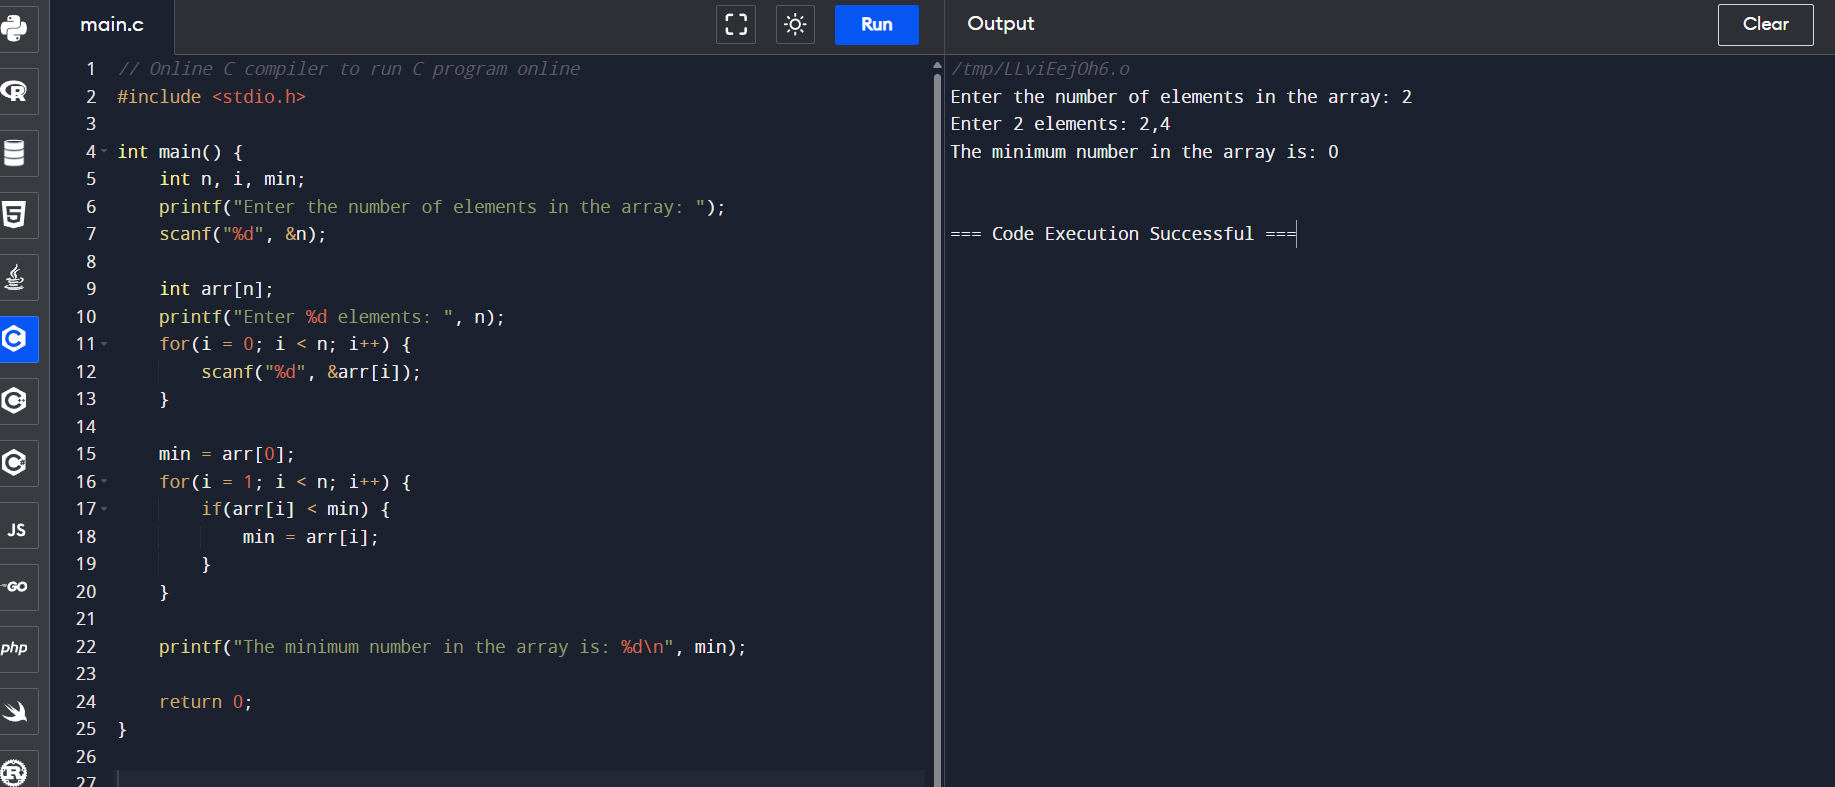 main.c
Run
Output
Clear
1 // Online C compiler to run C program online
2 #include <stdio.h>
3
4 int main() {
5     int n, i, min;
6     printf("Enter the number of elements in the array: ");
7     scanf("%d", &n);
8
9     int arr[n];
10     printf("Enter %d elements: ", n);
11     for(i = 0; i < n; i++) {
12         scanf("%d", &arr[i]);
13     }
14
15     min = arr[0];
16     for(i = 1; i < n; i++) {
17         if(arr[i] < min) {
18             min = arr[i];
19         }
20     }
21
22     printf("The minimum number in the array is: %d\n", min);
23
24     return 0;
25 }
26
27
/tmp/LLviEejOh6.o
Enter the number of elements in the array: 2
Enter 2 elements: 2,4
The minimum number in the array is: 0
=== Code Execution Successful ===
R
5
C
C
C
JS
GO
php
R